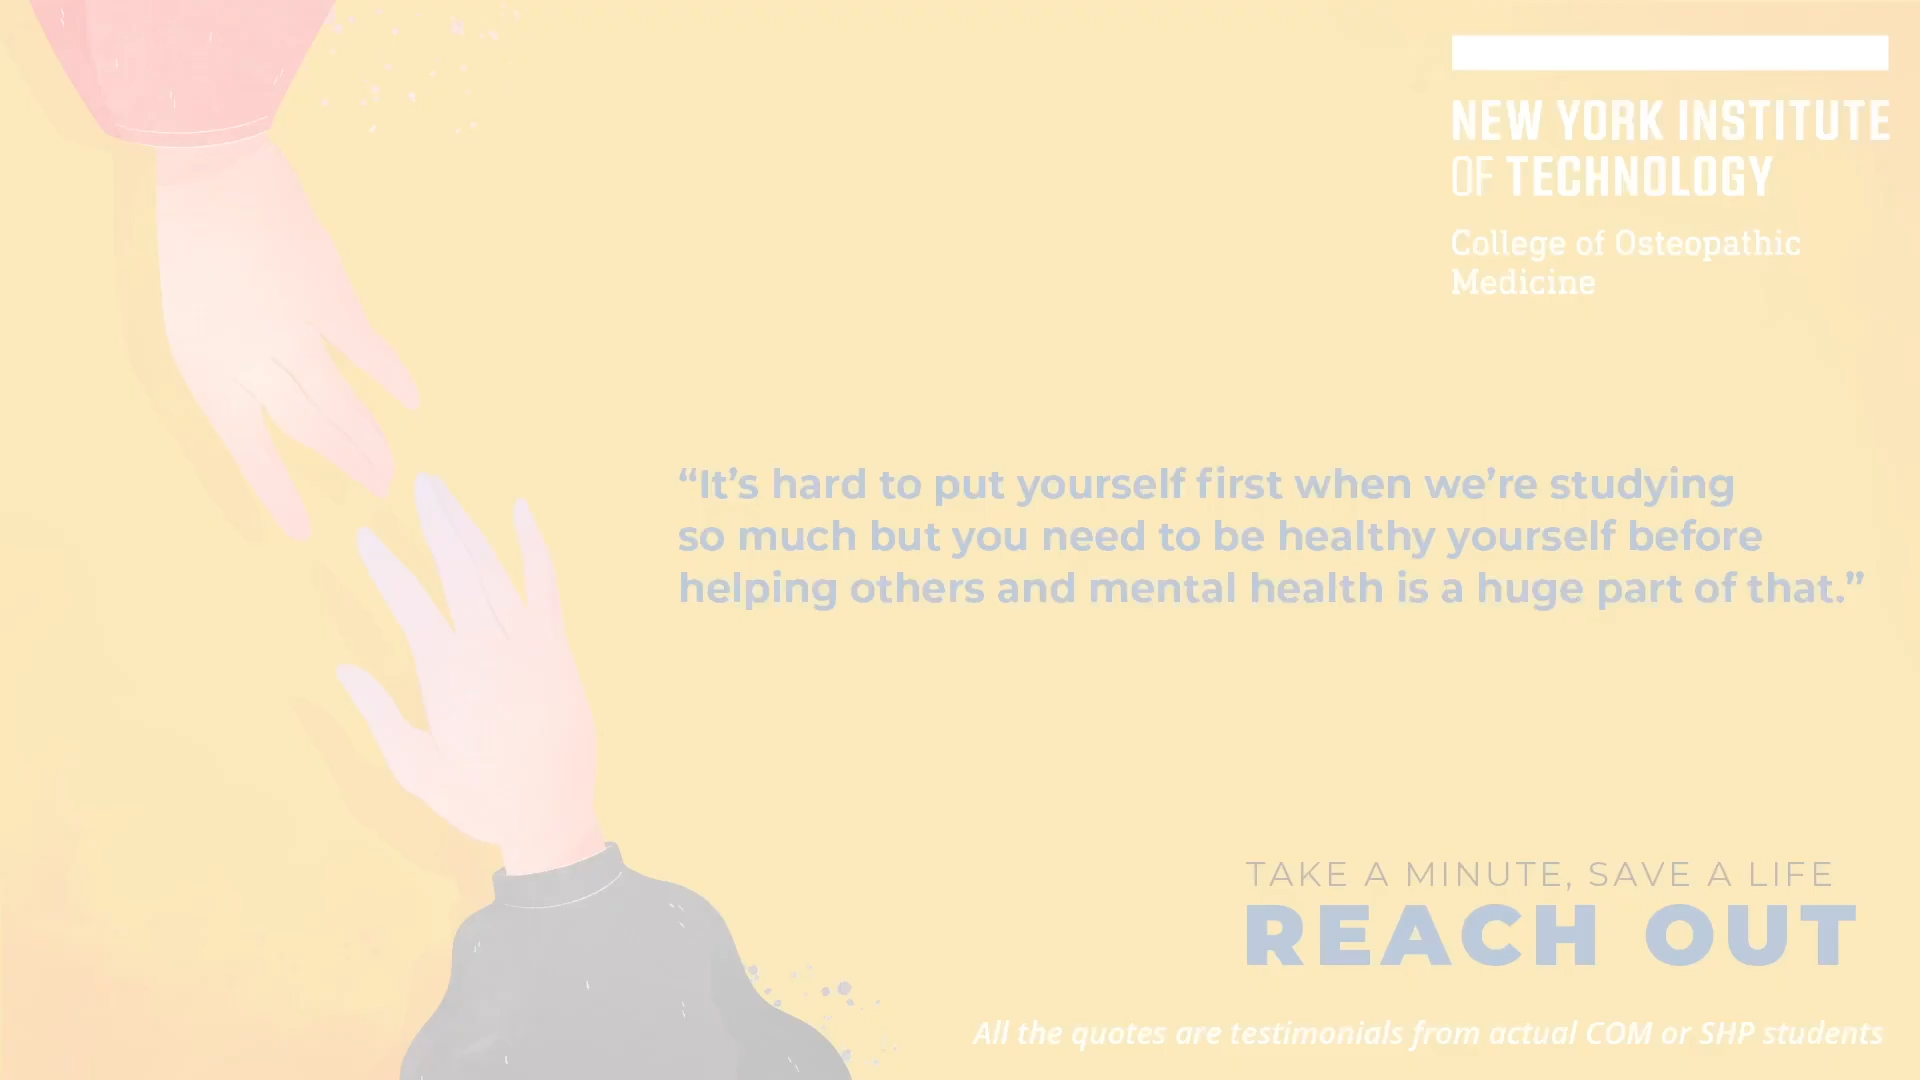 NEW YORK INSTITUTE
OF TECHNOLOGY
College of Osteopathic
Medicine
“It’s hard to put yourself first when we’re studying
so much but you need to be healthy yourself before
helping others and mental health is a huge part of that.”
TAKE A MINUTE, SAVE A LIFE
REACH OUT
All the quotes are testimonials from actual COM or SHP students